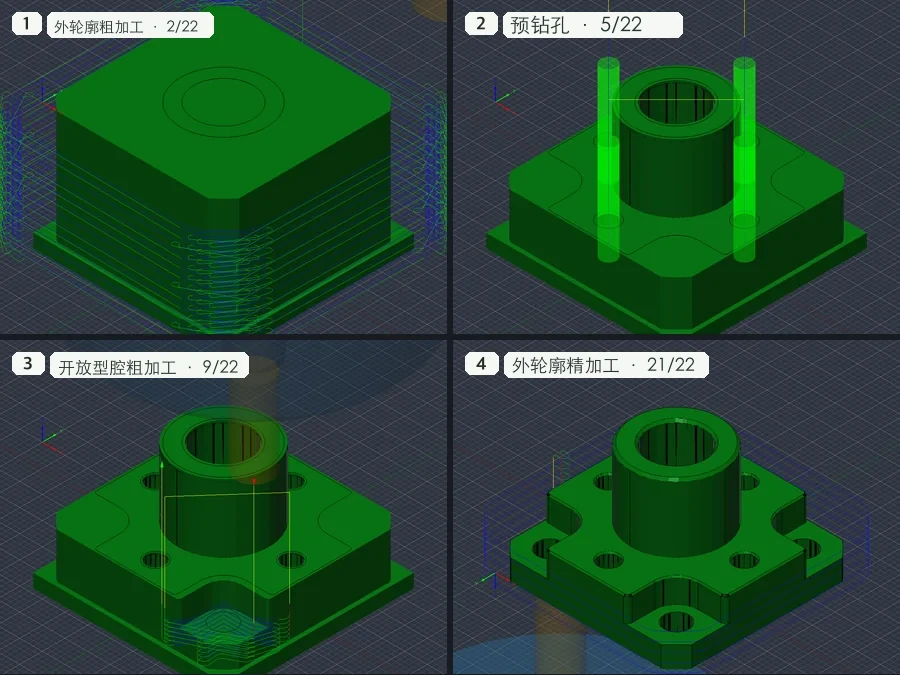 1 外轮廓粗加工 · 2/22
2 预钻孔 · 5/22
3 开放型腔粗加工 · 9/22
4 外轮廓精加工 · 21/22